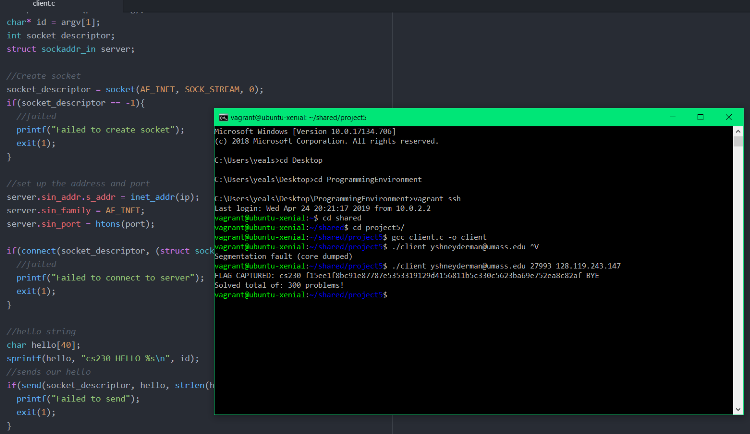 client.c
char* id = argv[1];
int socket_descriptor;
struct sockaddr_in server;
//Create socket
socket_descriptor = socket(AF_INET, SOCK_STREAM, 0);
if(socket_descriptor == -1){
//failed
printf("Failed to create socket");
exit(1);
}
//set up the address and port
server.sin_addr.s_addr = inet_addr(ip);
server.sin_family = AF_INET;
server.sin_port = htons(port);
if(connect(socket_descriptor, (struct sock
//failed
printf("Failed to connect to server");
exit(1);
}
//hello string
char hello[40];
sprintf(hello, "cs230 HELLO %s\n", id);
//sends our hello
if(send(socket_descriptor, hello, strlen(h
printf("Failed to send");
exit(1);
}
vagrant@ubuntu-xenial: ~/shared/project5
Microsoft Windows [Version 10.0.17134.706]
(c) 2018 Microsoft Corporation. All rights reserved.
C:\Users\yeals>cd Desktop
C:\Users\yeals\Desktop>cd ProgrammingEnvironment
C:\Users\yeals\Desktop\ProgrammingEnvironment>vagrant ssh
Last login: Wed Apr 24 20:21:17 2019 from 10.0.2.2
vagrant@ubuntu-xenial:~$ cd shared
vagrant@ubuntu-xenial:~/shared$ cd project5/
vagrant@ubuntu-xenial:~/shared/project5$ gcc client.c -o client
vagrant@ubuntu-xenial:~/shared/project5$ ./client yshneyderman@umass.edu ^V
Segmentation fault (core dumped)
vagrant@ubuntu-xenial:~/shared/project5$ ./client yshneyderman@umass.edu 27993 128.119.243.147
FLAG CAPTURED: cs230 BYE
Solved total of: 300 problems!
vagrant@ubuntu-xenial:~/shared/project5$